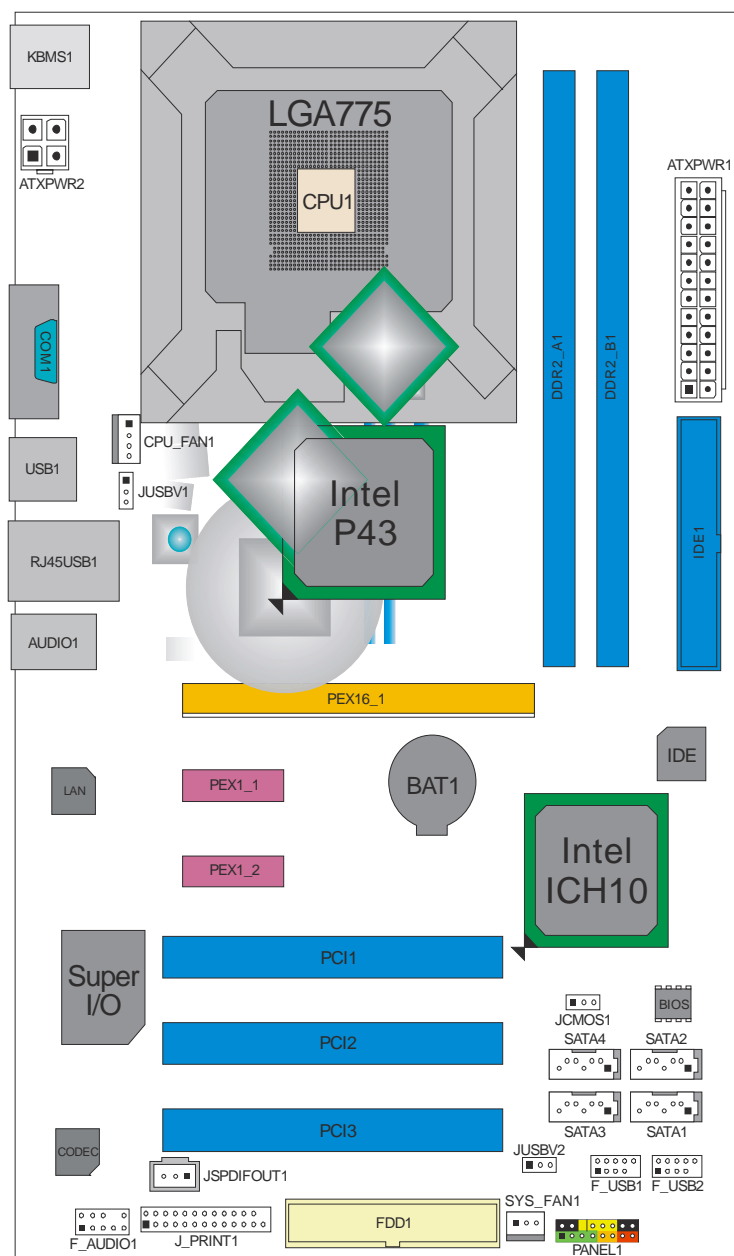 KBMS1
LGA775
CPU1
ATXPWR2
ATXPWR1
COM1
DDR2_A1
DDR2_B1
CPU_FAN1
USB1
JUSBV1
Intel
P43
IDE1
RJ45USB1
AUDIO1
PEX16_1
IDE
LAN
PEX1_1
BAT1
Intel
ICH10
PEX1_2
PCI1
Super
I/O
BIOS
JCMOS1
SATA4
SATA2
PCI2
PCI3
SATA3
SATA1
CODEC
JUSBV2
JSPDIFOUT1
F_USB1
F_USB2
SYS_FAN1
FDD1
F_AUDIO1
J_PRINT1
PANEL1